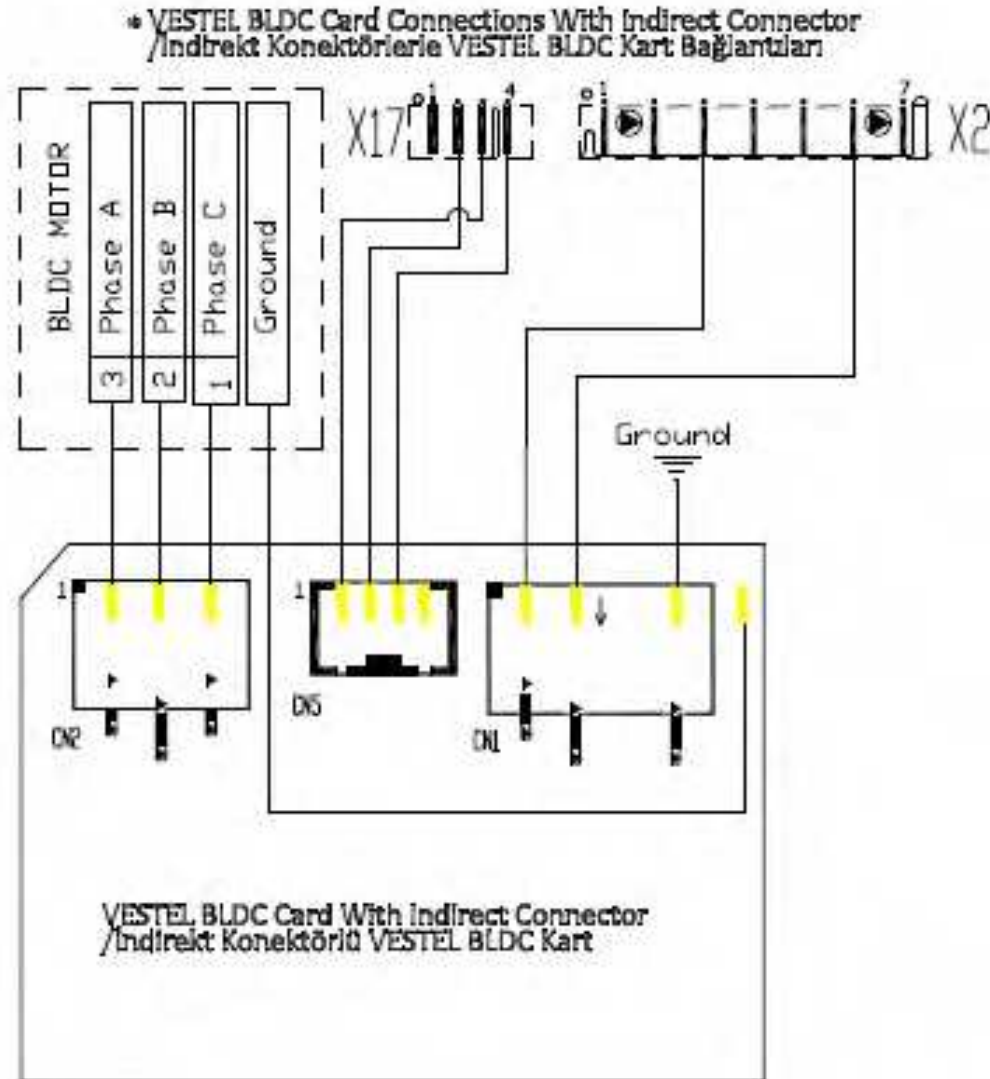 * VESTEL BLDC Card Connections With Indirect Connector
/Indirekt Konektörlerle VESTEL BLDC Kart Bağlantıları
BLDC MOTOR
3 Phase A
2 Phase B
1 Phase C
Ground
X17
1 4
1 7
X2
Ground
1
CN2
1
CN5
CN1
VESTEL BLDC Card With Indirect Connector
/Indirekt Konektörlü VESTEL BLDC Kart